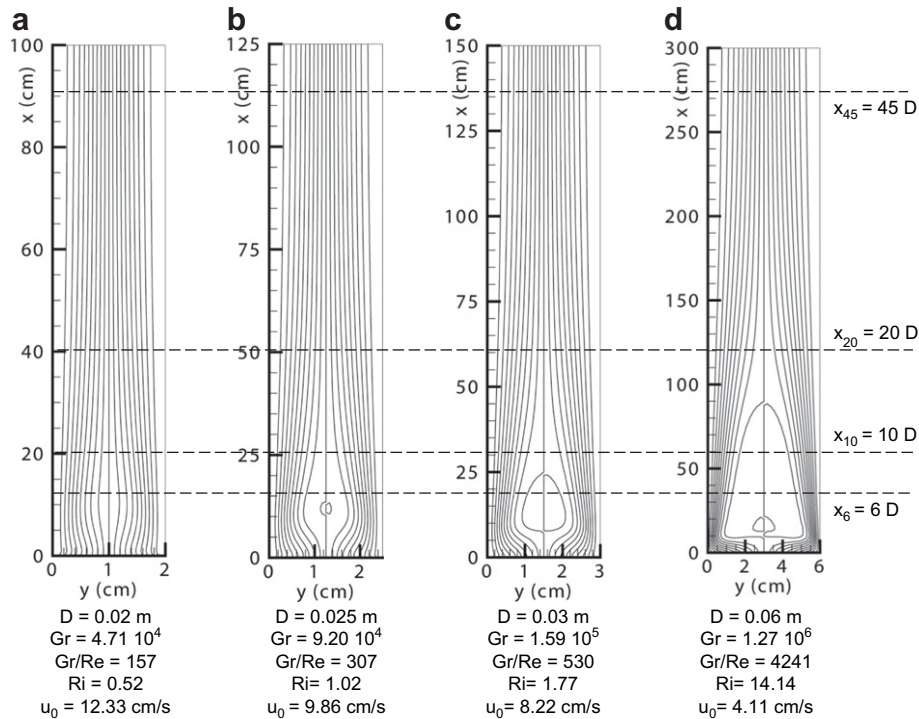 a
b
c
d
100
80
60
40
20
0
x (cm)
0 1 2
y (cm)
125
100
75
50
25
0
x (cm)
0 1 2
y (cm)
150
125
100
75
50
25
0
x (cm)
0 1 2 3
y (cm)
300
250
200
150
100
50
0
x (cm)
0 2 4 6
y (cm)
x45 = 45 D
x20 = 20 D
x10 = 10 D
x6 = 6 D
D = 0.02 m
Gr = 4.71 10^4
Gr/Re = 157
Ri = 0.52
u0 = 12.33 cm/s
D = 0.025 m
Gr = 9.20 10^4
Gr/Re = 307
Ri= 1.02
u0 = 9.86 cm/s
D = 0.03 m
Gr = 1.59 10^5
Gr/Re = 530
Ri= 1.77
u0= 8.22 cm/s
D = 0.06 m
Gr = 1.27 10^6
Gr/Re = 4241
Ri= 14.14
u0 = 4.11 cm/s